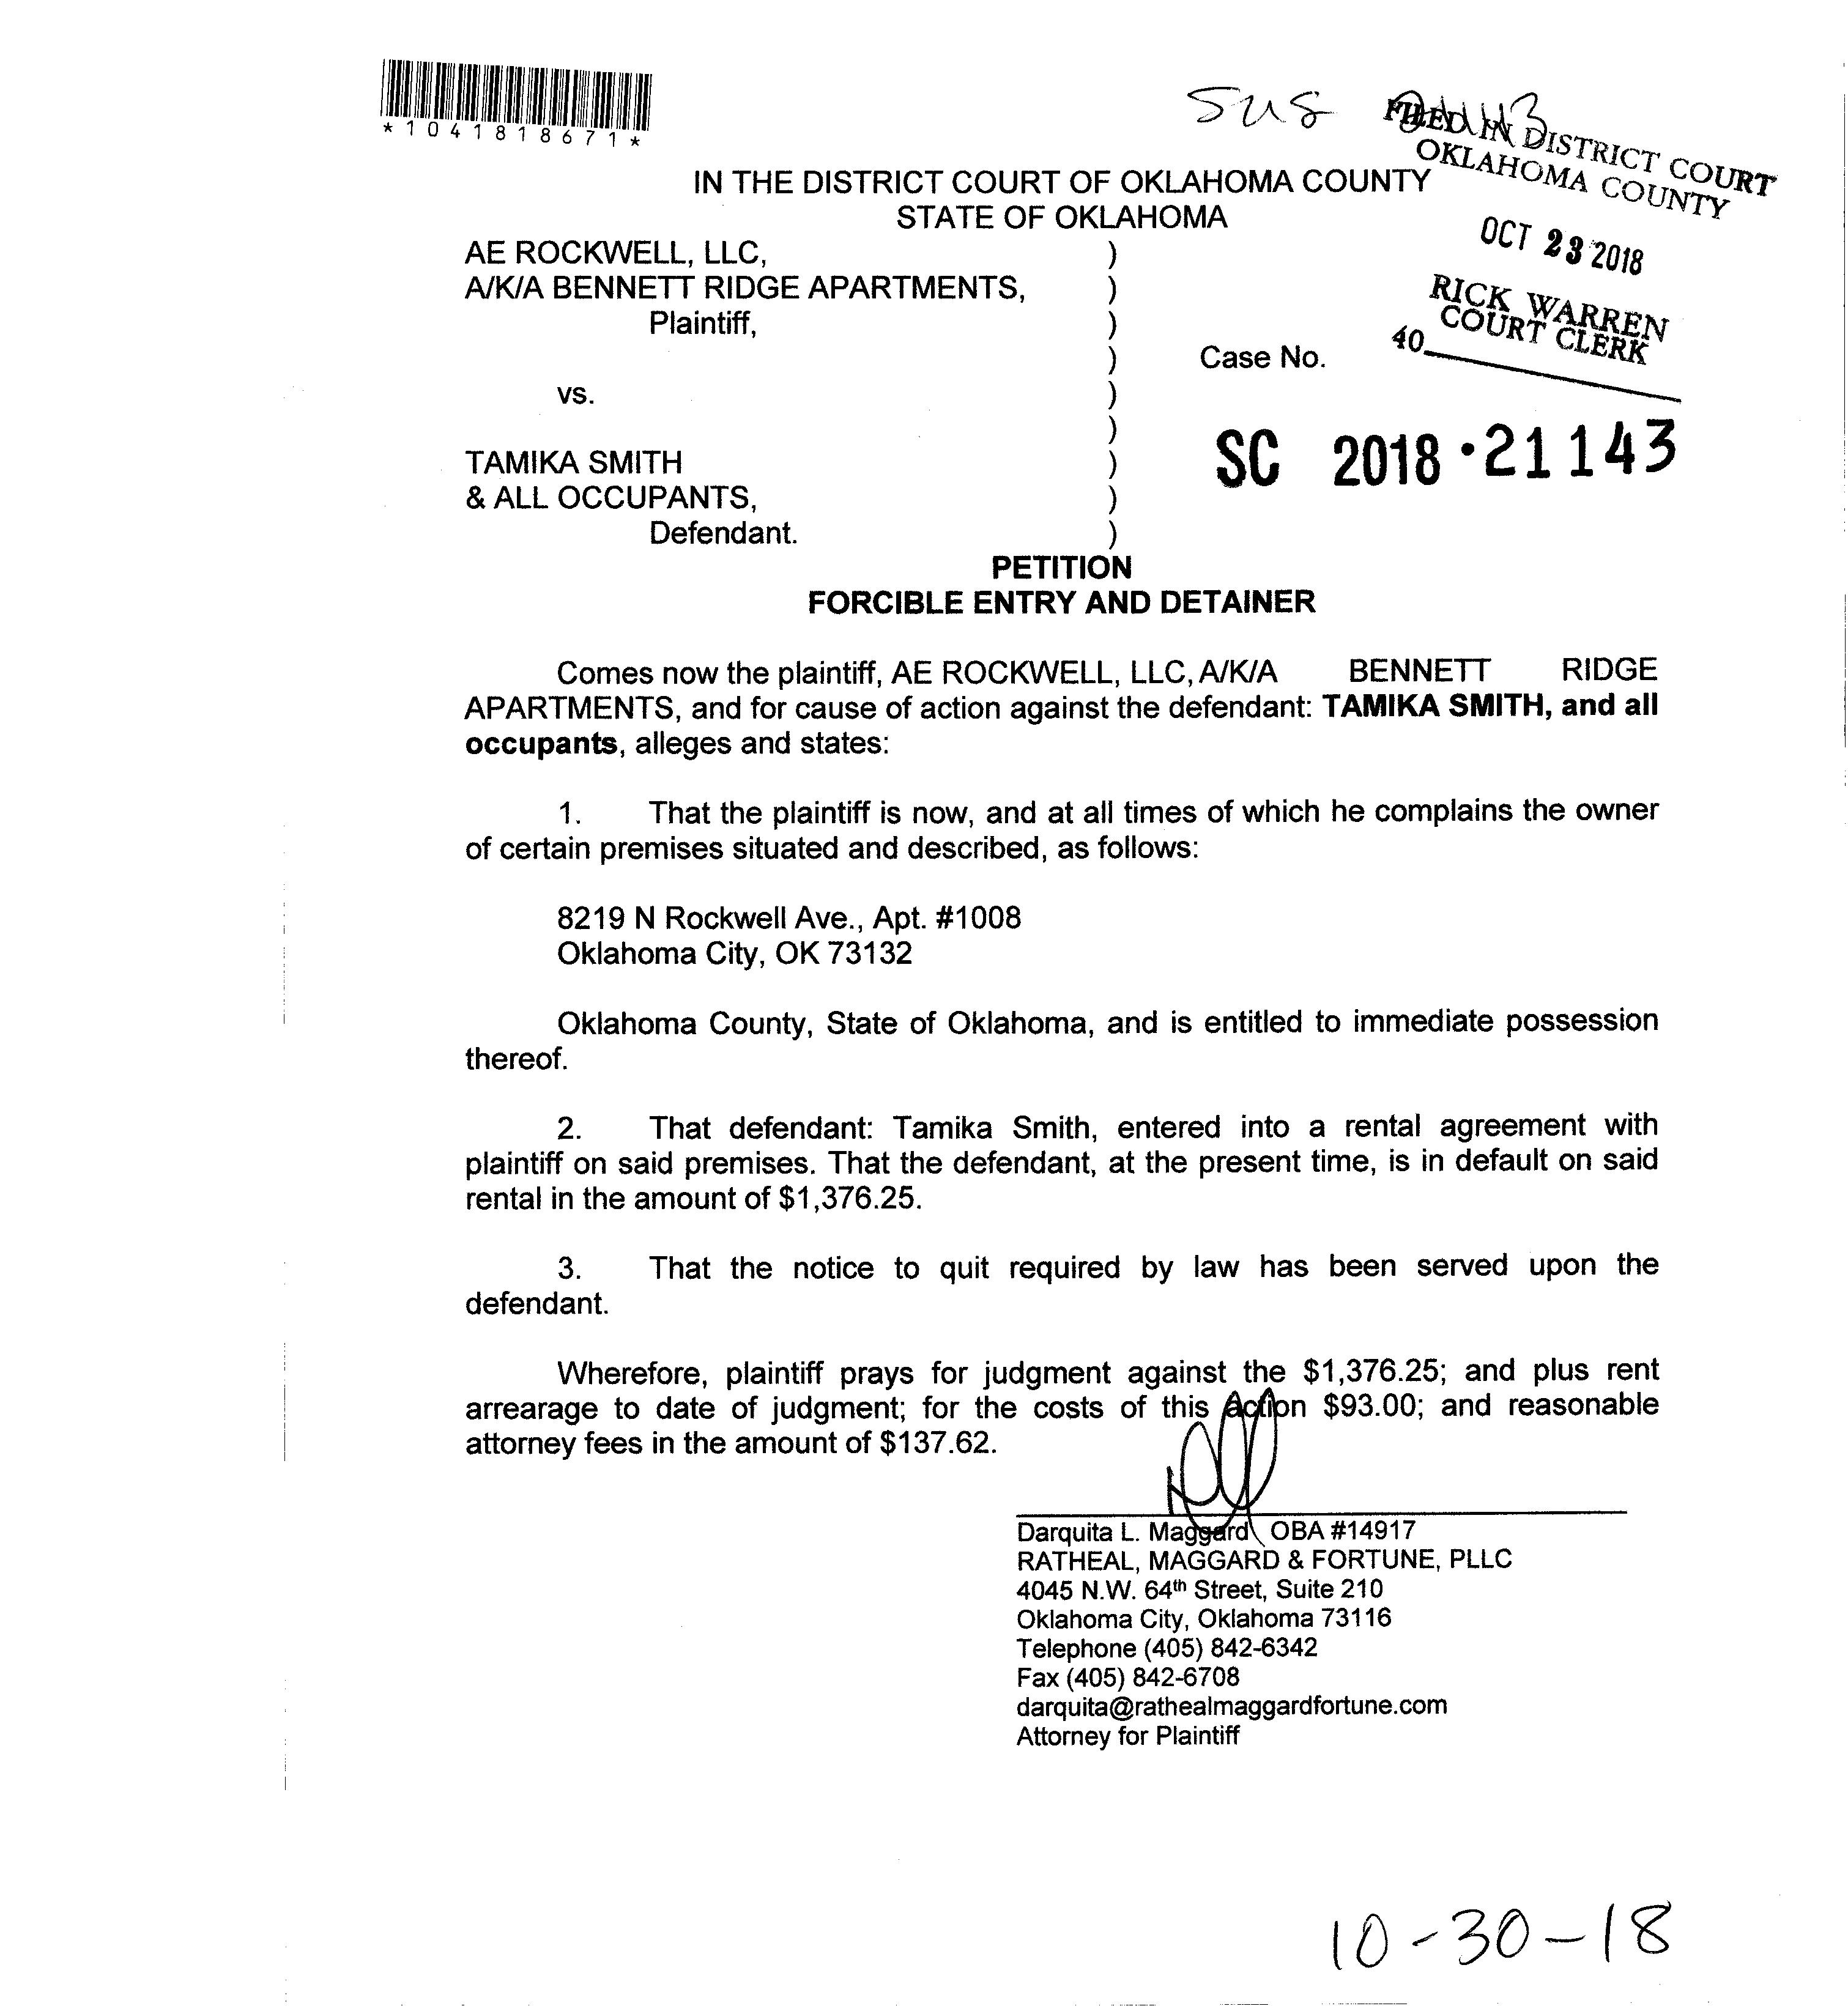 *1041818671*
sus
FILED IN DISTRICT COURT
OKLAHOMA COUNTY
OCT 23 2018
RICK WARREN
COURT CLERK
40
IN THE DISTRICT COURT OF OKLAHOMA COUNTY
STATE OF OKLAHOMA
AE ROCKWELL, LLC, )
A/K/A BENNETT RIDGE APARTMENTS, )
Plaintiff, )
) Case No.
vs. )
)
TAMIKA SMITH ) SC 2018 · 21143
& ALL OCCUPANTS, )
Defendant. )
PETITION
FORCIBLE ENTRY AND DETAINER
Comes now the plaintiff, AE ROCKWELL, LLC, A/K/A BENNETT RIDGE
APARTMENTS, and for cause of action against the defendant: TAMIKA SMITH, and all
occupants, alleges and states:
1. That the plaintiff is now, and at all times of which he complains the owner
of certain premises situated and described, as follows:
8219 N Rockwell Ave., Apt. #1008
Oklahoma City, OK 73132
Oklahoma County, State of Oklahoma, and is entitled to immediate possession
thereof.
2. That defendant: Tamika Smith, entered into a rental agreement with
plaintiff on said premises. That the defendant, at the present time, is in default on said
rental in the amount of $1,376.25.
3. That the notice to quit required by law has been served upon the
defendant.
Wherefore, plaintiff prays for judgment against the $1,376.25; and plus rent
arrearage to date of judgment; for the costs of this Action $93.00; and reasonable
attorney fees in the amount of $137.62.
Darquita L. Maggard OBA #14917
RATHEAL, MAGGARD & FORTUNE, PLLC
4045 N.W. 64th Street, Suite 210
Oklahoma City, Oklahoma 73116
Telephone (405) 842-6342
Fax (405) 842-6708
darquita@rathealmaggardfortune.com
Attorney for Plaintiff
10-30-18